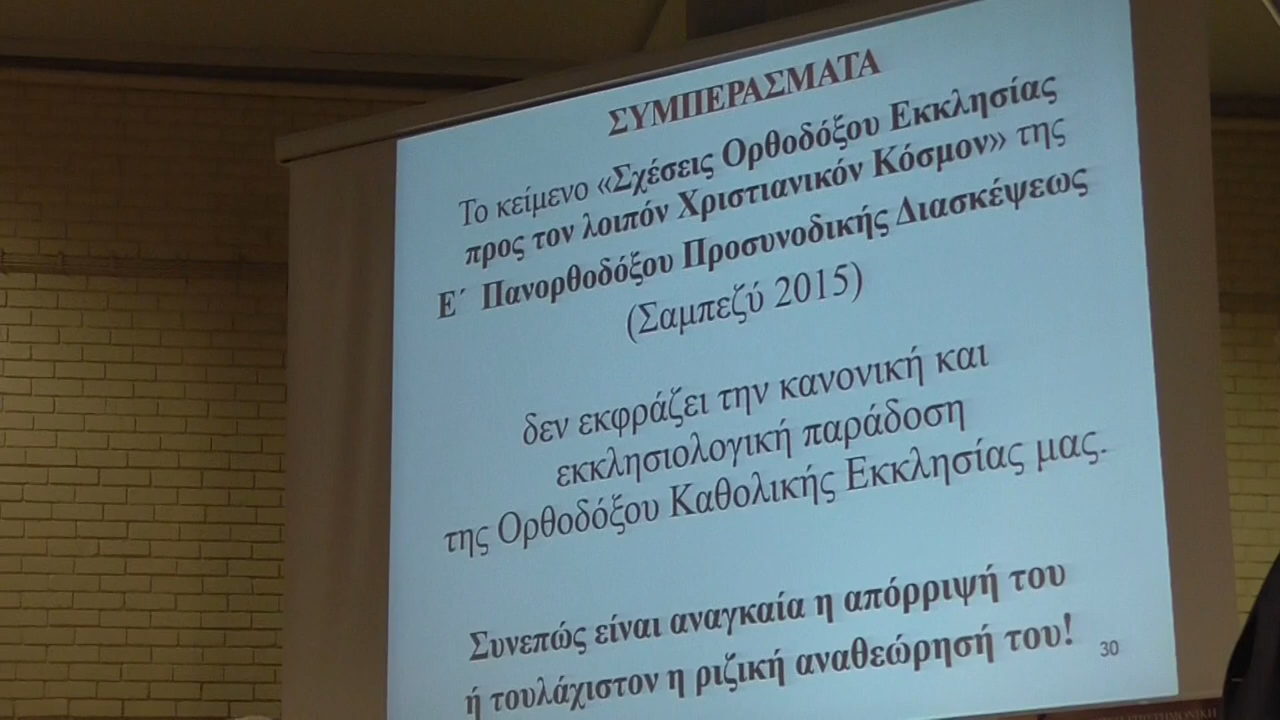 ΣΥΜΠΕΡΑΣΜΑΤΑ
Το κείμενο «Σχέσεις Ορθοδόξου Εκκλησίας
προς τον λοιπόν Χριστιανικόν Κόσμον» της
Ε΄ Πανορθοδόξου Προσυνοδικής Διασκέψεως
(Σαμπεζύ 2015)
δεν εκφράζει την κανονική και
εκκλησιολογική παράδοση
της Ορθοδόξου Καθολικής Εκκλησίας μας.
Συνεπώς είναι αναγκαία η απόρριψή του
ή τουλάχιστον η ριζική αναθεώρησή του!
30